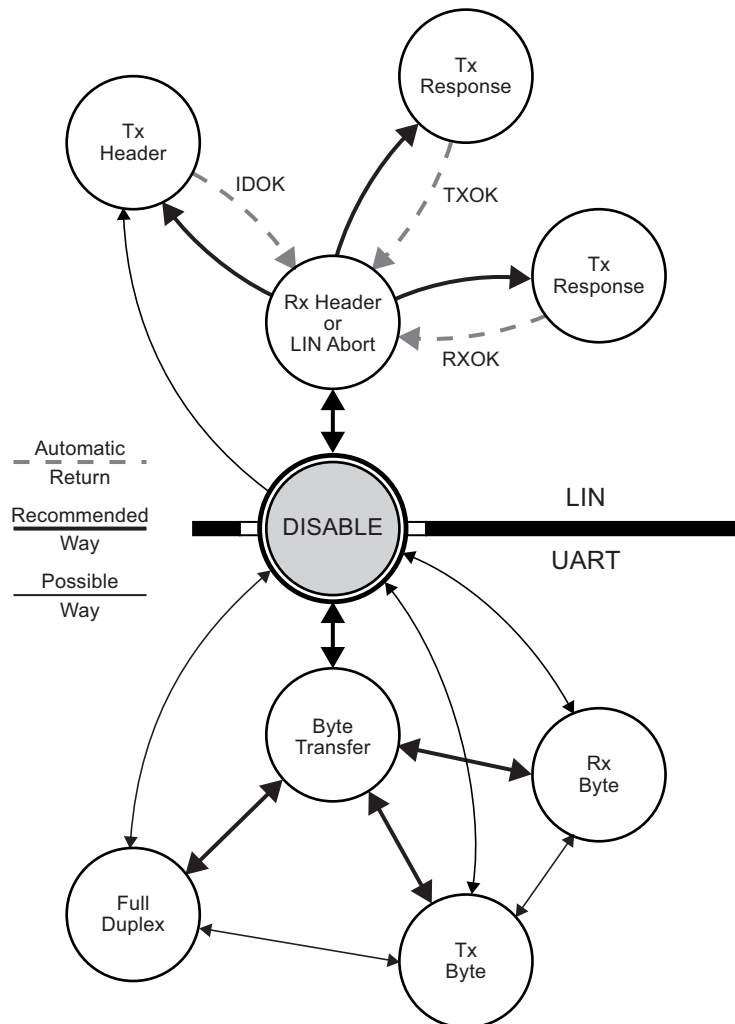 Tx
Response
Tx
Header
IDOK
TXOK
Tx
Response
Rx Header
or
LIN Abort
RXOK
Automatic
Return
Recommended
Way
Possible
Way
LIN
DISABLE
UART
Byte
Transfer
Rx
Byte
Full
Duplex
Tx
Byte